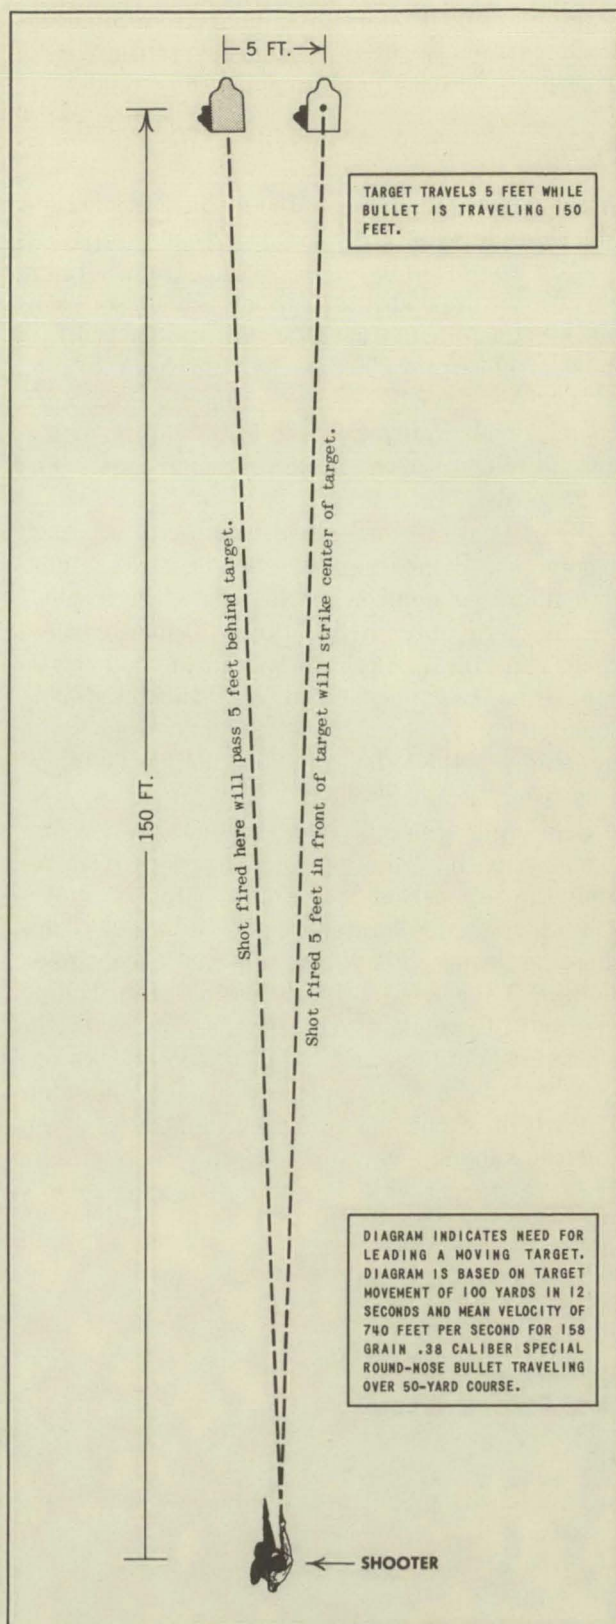 5 FT.
TARGET TRAVELS 5 FEET WHILE
BULLET IS TRAVELING 150
FEET.
150 FT.
Shot fired here will pass 5 feet behind target.
Shot fired 5 feet in front of target will strike center of target.
DIAGRAM INDICATES NEED FOR
LEADING A MOVING TARGET.
DIAGRAM IS BASED ON TARGET
MOVEMENT OF 100 YARDS IN 12
SECONDS AND MEAN VELOCITY OF
740 FEET PER SECOND FOR 158
GRAIN .38 CALIBER SPECIAL
ROUND-NOSE BULLET TRAVELING
OVER 50-YARD COURSE.
SHOOTER